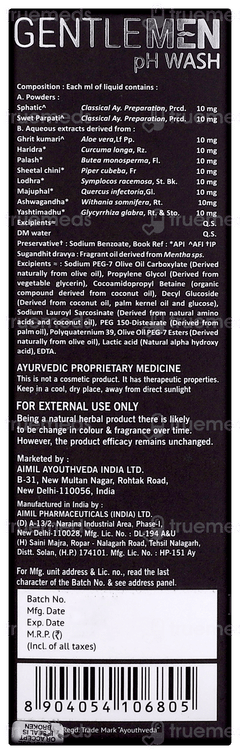 GENTLEMEN
pH WASH
Composition : Each ml of liquid contains :
A. Powders :
Sphatic^ Classical Ay. Preparation, Prcd. 10 mg
Swet Parpati^ Classical Ay. Preparation, Prcd. 10 mg
B. Aqueous extracts derived from :
Ghrit kumari^ Aloe vera,Lf Pp. 10 mg
Haridra* Curcuma longa, Rz. 10 mg
Palash* Butea monosperma, Fl. 10 mg
Sheetal chini* Piper cubeba, Fr 10 mg
Lodhra* Symplocos racemosa, St. Bk. 10 mg
Majuphal* Quercus infectoria,Gl. 10 mg
Ashwagandha* Withania somnifera, Rt. 10mg
Yashtimadhu* Glycyrrhiza glabra, Rt. & Sto. 10 mg
Excipients= Q.S.
DM water Q.S.
Preservative† : Sodium Benzoate, Book Ref : *API ^AFI †IP
Sugandhit dravya : Fragrant oil derived from Mentha sps.
Excipients = : Sodium PEG-7 Olive Oil Carboxylate (Derived
naturally from olive oil), Propylene Glycol (Derived from
vegetable glycerin), Cocoamidopropyl Betaine (organic
compound derived from coconut oil), Decyl Glucoside
(Derived from coconut oil, palm kernel oil and glucose),
Sodium Lauroyl Sarcosinate (Derived from natural amino
acids and coconut oil), PEG 150-Distearate (Derived from
palm oil), Polyquaternium 39, Olive Oil PEG-7 Esters (Derived
naturally from olive oil), Lactic acid (Natural alpha hydroxy
acid), EDTA.
AYURVEDIC PROPRIETARY MEDICINE
This is not a cosmetic product. It has therapeutic properties.
Keep in a cool, dry place, away from direct sunlight
FOR EXTERNAL USE ONLY
Being a natural herbal product there is likely
to be change in colour & fragrance over time.
However, the product efficacy remains unchanged.
Marketed by :
AIMIL AYOUTHVEDA INDIA LTD.
B-31, New Multan Nagar, Rohtak Road,
New Delhi-110056, India
Manufactured in India by :
AIMIL PHARMACEUTICALS (INDIA) LTD.
(D) A-13/2, Naraina Industrial Area, Phase-I,
New Delhi-110028, Mfg. Lic. No. : DL-194 A&U
(H) Saini Majra, Ropar - Nalagarh Road, Tehsil Nalagarh,
Distt. Solan, (H.P.) 174101. Mfg. Lic. No. : HP-151 Ay
For Mfg. unit address & Lic. no., read the last
character of the Batch No. & see address panel.
Batch No.
Mfg. Date
Exp. Date
M.R.P. (₹)
(Incl. of all taxes)
8 904054 106805
Regd. Trade Mark "Ayouthveda"